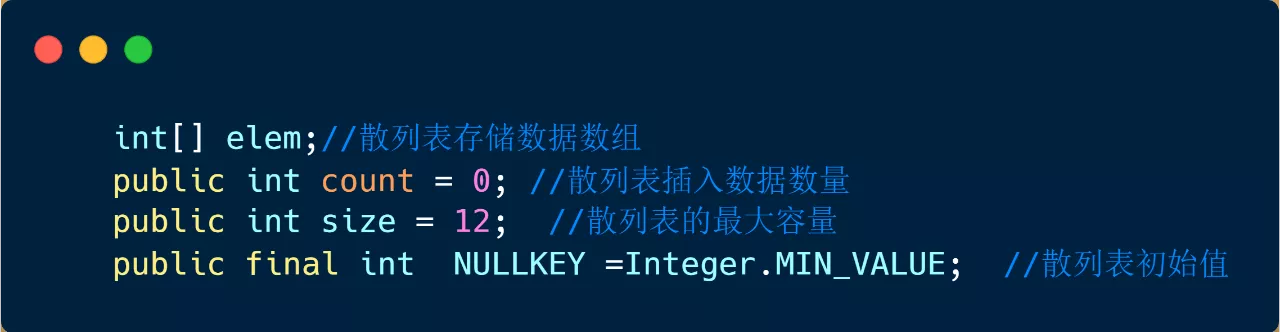 int[] elem;//散列表存储数据数组
public int count = 0; //散列表插入数据数量
public int size = 12;  //散列表的最大容量
public final int  NULLKEY =Integer.MIN_VALUE;  //散列表初始值